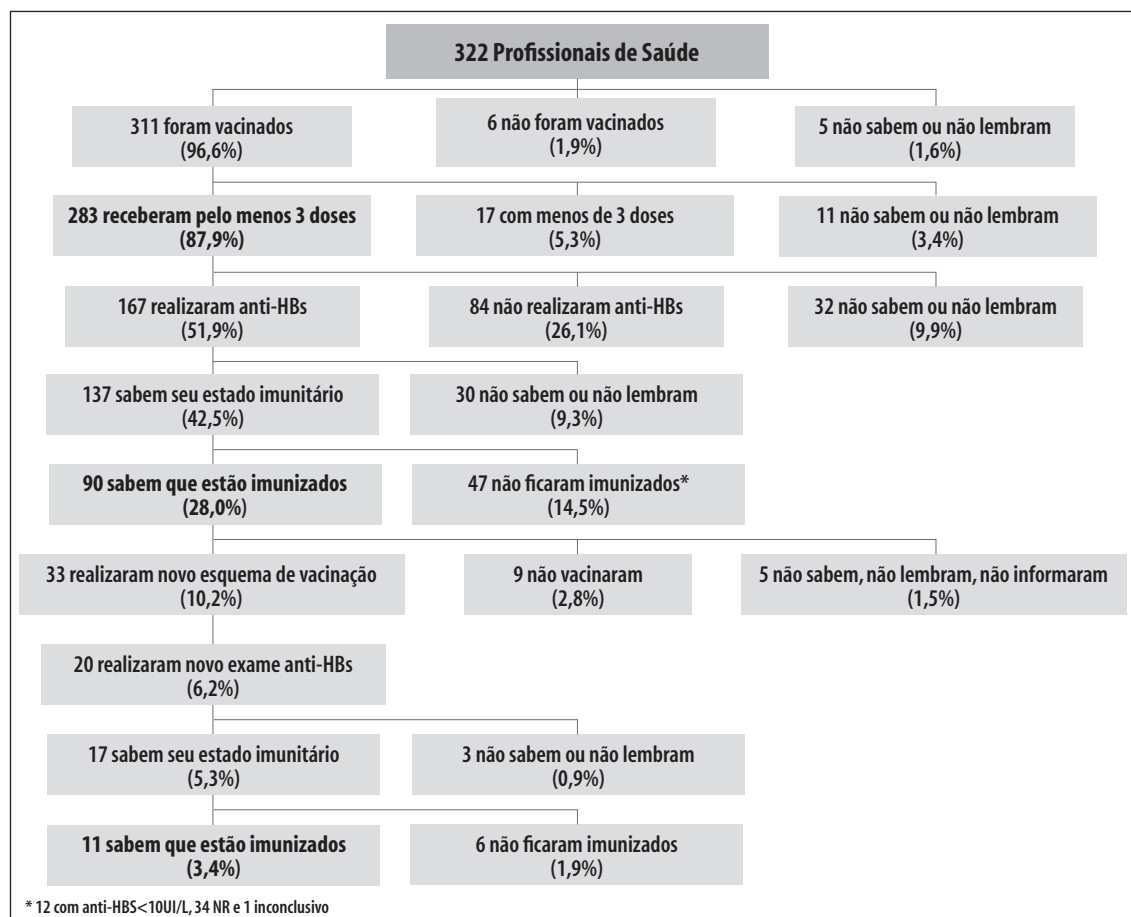 322 Profissionais de Saúde
311 foram vacinados
(96,6%)
6 não foram vacinados
(1,9%)
5 não sabem ou não lembram
(1,6%)
283 receberam pelo menos 3 doses
(87,9%)
17 com menos de 3 doses
(5,3%)
11 não sabem ou não lembram
(3,4%)
167 realizaram anti-HBs
(51,9%)
84 não realizaram anti-HBs
(26,1%)
32 não sabem ou não lembram
(9,9%)
137 sabem seu estado imunitário
(42,5%)
30 não sabem ou não lembram
(9,3%)
90 sabem que estão imunizados
(28,0%)
47 não ficaram imunizados*
(14,5%)
33 realizaram novo esquema de vacinação
(10,2%)
9 não vacinaram
(2,8%)
5 não sabem, não lembram, não informaram
(1,5%)
20 realizaram novo exame anti-HBs
(6,2%)
17 sabem seu estado imunitário
(5,3%)
3 não sabem ou não lembram
(0,9%)
11 sabem que estão imunizados
(3,4%)
6 não ficaram imunizados
(1,9%)
* 12 com anti-HBS<10UI/L, 34 NR e 1 inconclusivo